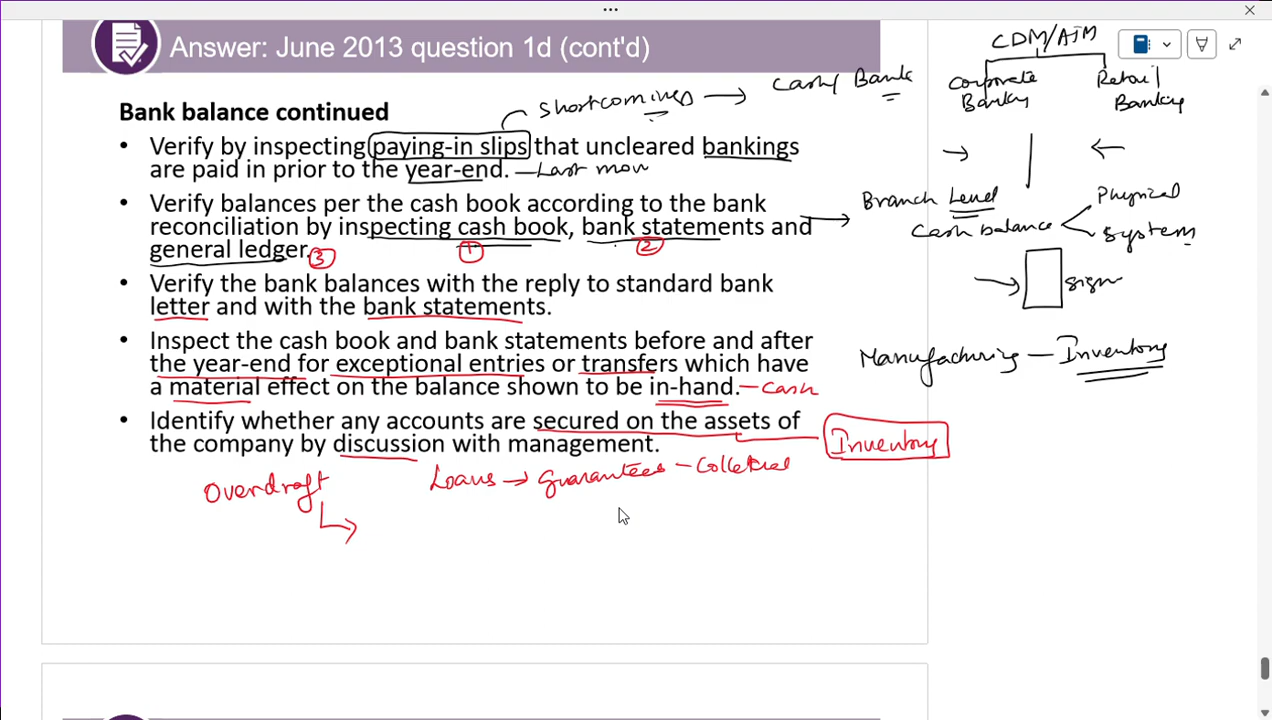 Answer: June 2013 question 1d (cont'd)
CDM/ATM
Corporate Banking
Retail Banking
Bank balance continued
Shortcomings → Cash/Bank
• Verify by inspecting paying-in slips that uncleared bankings
are paid in prior to the year-end. — Last mon
• Verify balances per the cash book according to the bank
reconciliation by inspecting cash book, bank statements and
general ledger.
3
1
2
Branch Level
Cash balance
Physical
System
sign
• Verify the bank balances with the reply to standard bank
letter and with the bank statements.
• Inspect the cash book and bank statements before and after
the year-end for exceptional entries or transfers which have
a material effect on the balance shown to be in-hand. — Cash
Manufacturing — Inventory
• Identify whether any accounts are secured on the assets of
the company by discussion with management.
Inventory
Overdraft
Loans → guarantees –